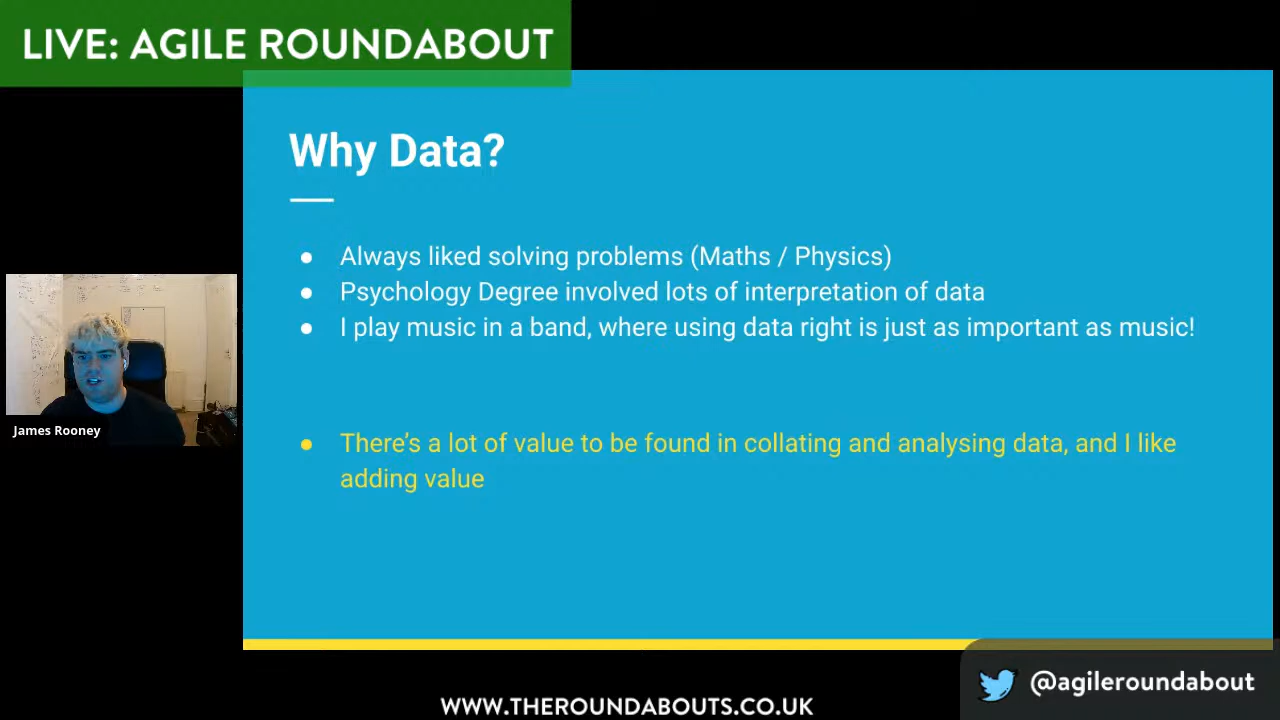 LIVE: AGILE ROUNDABOUT
Why Data?
● Always liked solving problems (Maths / Physics)
● Psychology Degree involved lots of interpretation of data
● I play music in a band, where using data right is just as important as music!
● There's a lot of value to be found in collating and analysing data, and I like
adding value
James Rooney
@agileroundabout
WWW.THEROUNDABOUTS.CO.UK